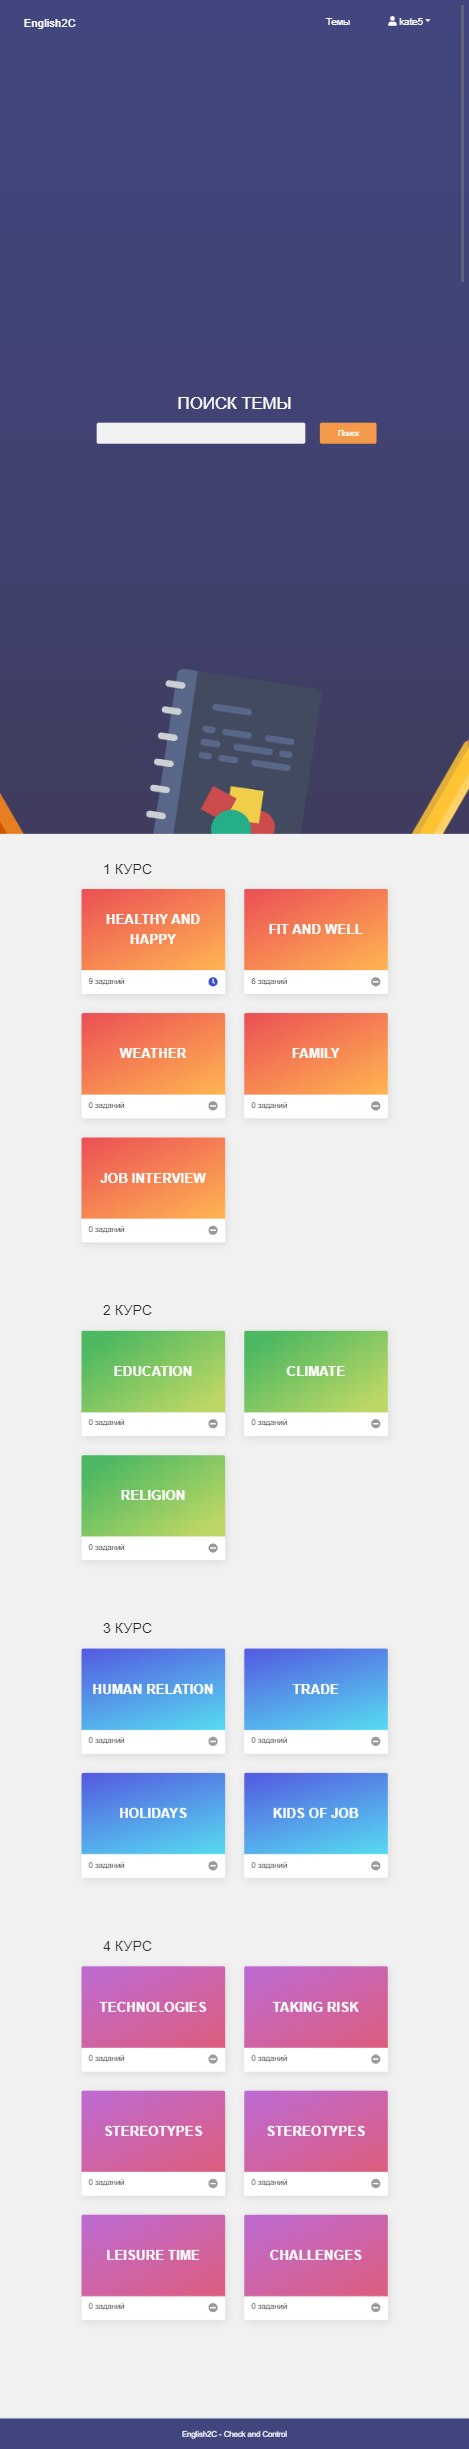 English2C
Темы
kate5
ПОИСК ТЕМЫ
Поиск
1 КУРС
HEALTHY AND
HAPPY
9 заданий
FIT AND WELL
6 заданий
WEATHER
0 заданий
FAMILY
0 заданий
JOB INTERVIEW
0 заданий
2 КУРС
EDUCATION
0 заданий
CLIMATE
0 заданий
RELIGION
0 заданий
3 КУРС
HUMAN RELATION
0 заданий
TRADE
0 заданий
HOLIDAYS
0 заданий
KIDS OF JOB
0 заданий
4 КУРС
TECHNOLOGIES
0 заданий
TAKING RISK
0 заданий
STEREOTYPES
0 заданий
STEREOTYPES
0 заданий
LEISURE TIME
0 заданий
CHALLENGES
0 заданий
English2C - Check and Control